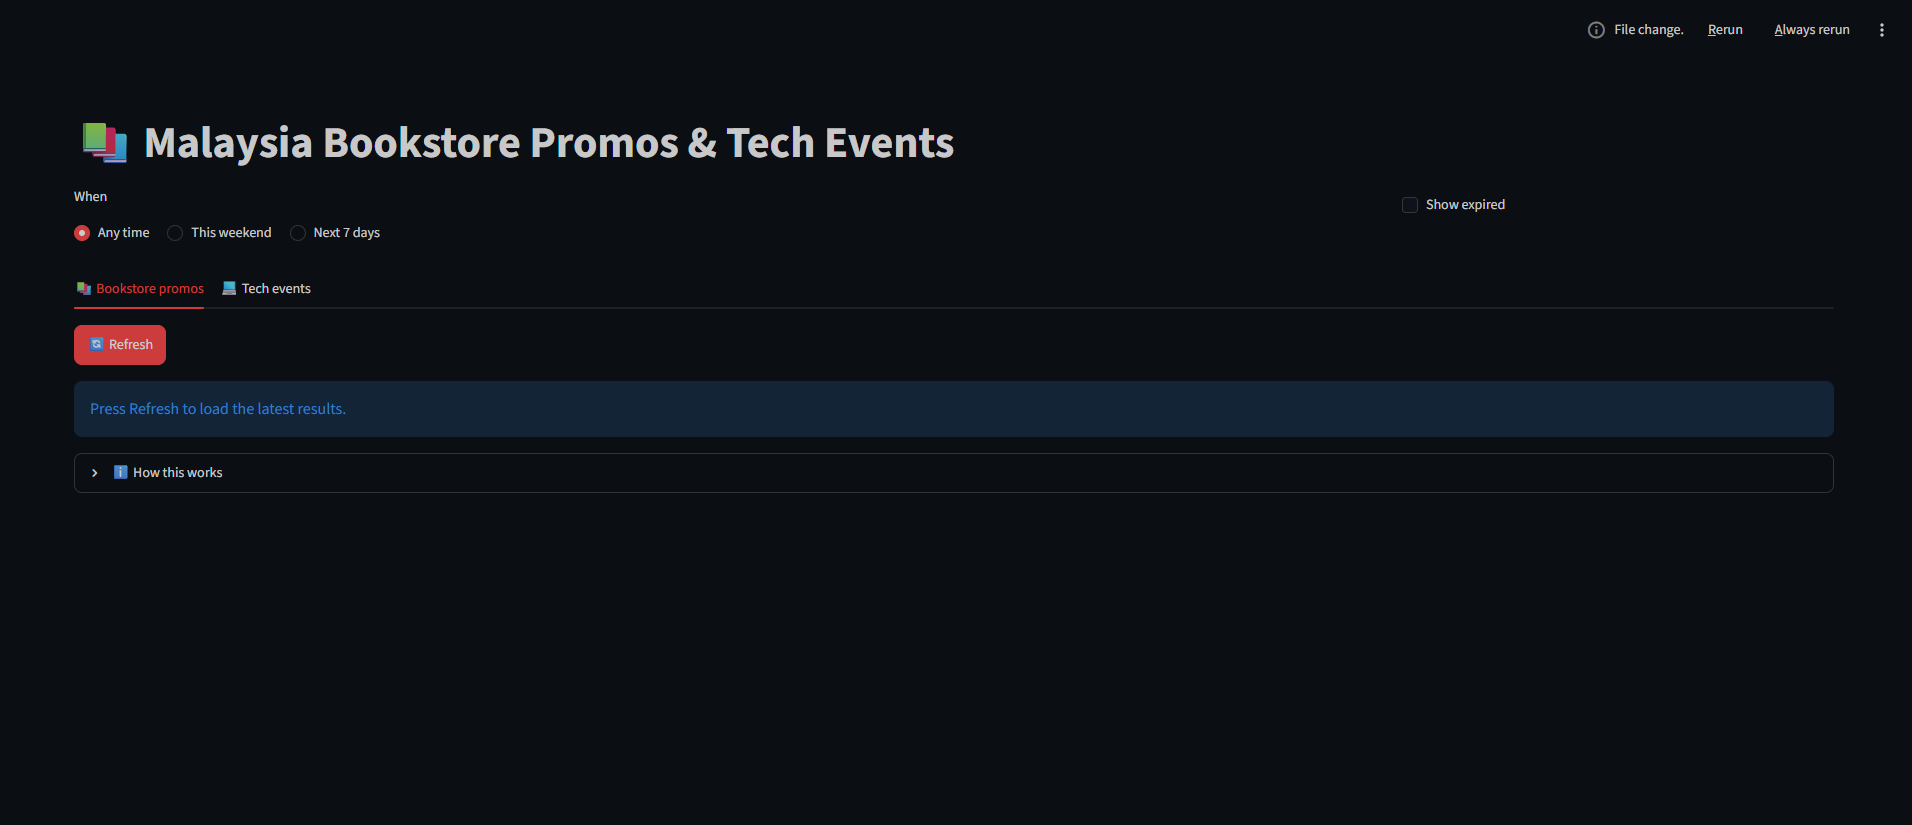 File change. Rerun Always rerun
📚 Malaysia Bookstore Promos & Tech Events
When
Show expired
Any time This weekend Next 7 days
📚 Bookstore promos 💻 Tech events
🔄 Refresh
Press Refresh to load the latest results.
ℹ️ How this works